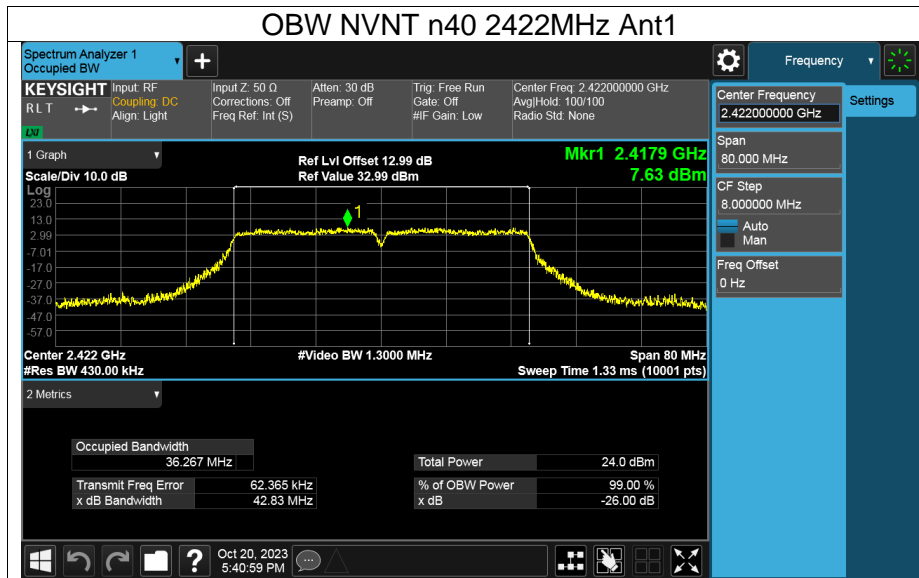 OBW NVNT n40 2422MHz Ant1
Spectrum Analyzer 1
Occupied BW
+
Frequency
KEYSIGHT
R L T
LXI
Input: RF
Coupling: DC
Align: Light
Input Z: 50 Ω
Corrections: Off
Freq Ref: Int (S)
Atten: 30 dB
Preamp: Off
Trig: Free Run
Gate: Off
#IF Gain: Low
Center Freq: 2.422000000 GHz
Avg|Hold: 100/100
Radio Std: None
Center Frequency
2.422000000 GHz
Settings
Span
80.000 MHz
CF Step
8.000000 MHz
Auto
Man
Freq Offset
0 Hz
1 Graph
Scale/Div 10.0 dB
Ref Lvl Offset 12.99 dB
Ref Value 32.99 dBm
Mkr1 2.4179 GHz
7.63 dBm
Log
23.0
13.0
2.99
-7.01
-17.0
-27.0
-37.0
-47.0
-57.0
1
Center 2.422 GHz
#Res BW 430.00 kHz
#Video BW 1.3000 MHz
Span 80 MHz
Sweep Time 1.33 ms (10001 pts)
2 Metrics
Occupied Bandwidth
36.267 MHz
Total Power 24.0 dBm
Transmit Freq Error 62.365 kHz
% of OBW Power 99.00 %
x dB Bandwidth 42.83 MHz
x dB -26.00 dB
?
Oct 20, 2023
5:40:59 PM